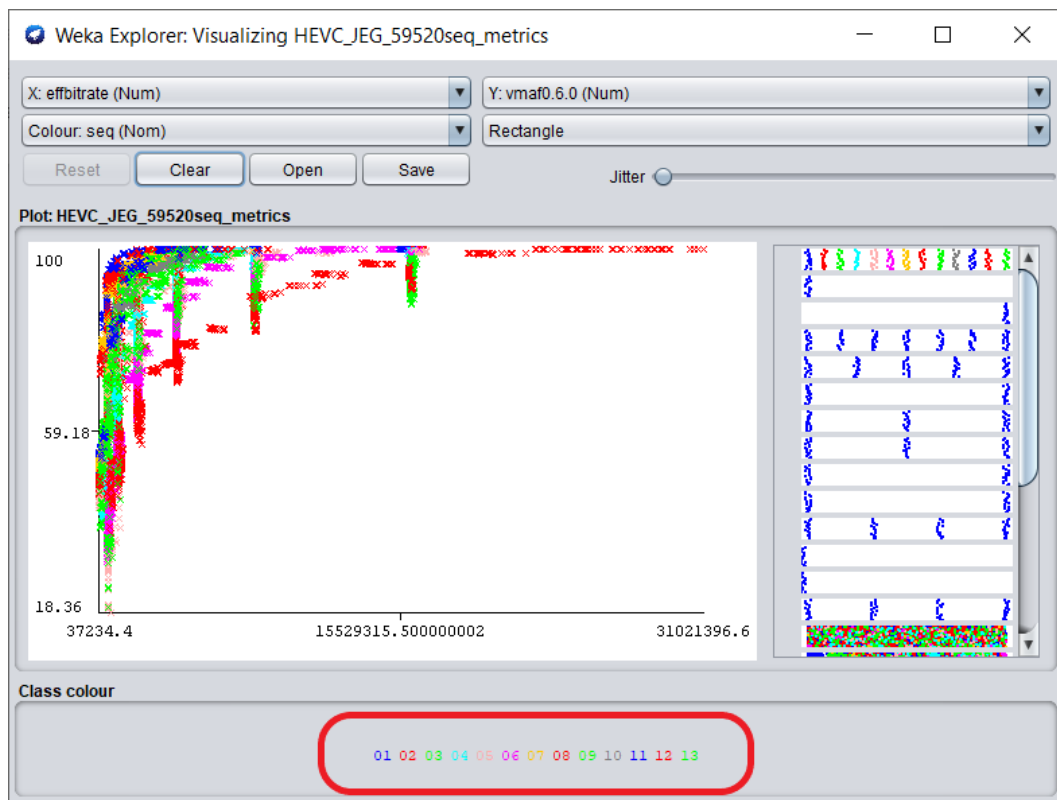 Weka Explorer: Visualizing HEVC_JEG_59520seq_metrics
X: effbitrate (Num)
Y: vmaf0.6.0 (Num)
Colour: seq (Nom)
Rectangle
Reset Clear Open Save
Jitter
Plot: HEVC_JEG_59520seq_metrics
100
59.18
18.36
37234.4 15529315.500000002 31021396.6
Class colour
01 02 03 04 05 06 07 08 09 10 11 12 13